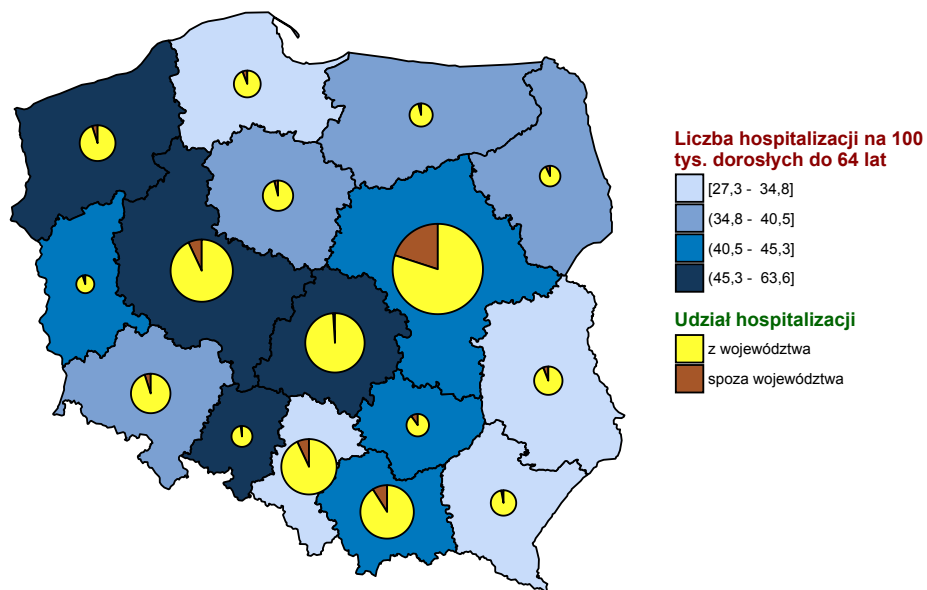 Liczba hospitalizacji na 100
tys. dorosłych do 64 lat
[27,3 - 34,8]
(34,8 - 40,5]
(40,5 - 45,3]
(45,3 - 63,6]
Udział hospitalizacji
z województwa
spoza województwa